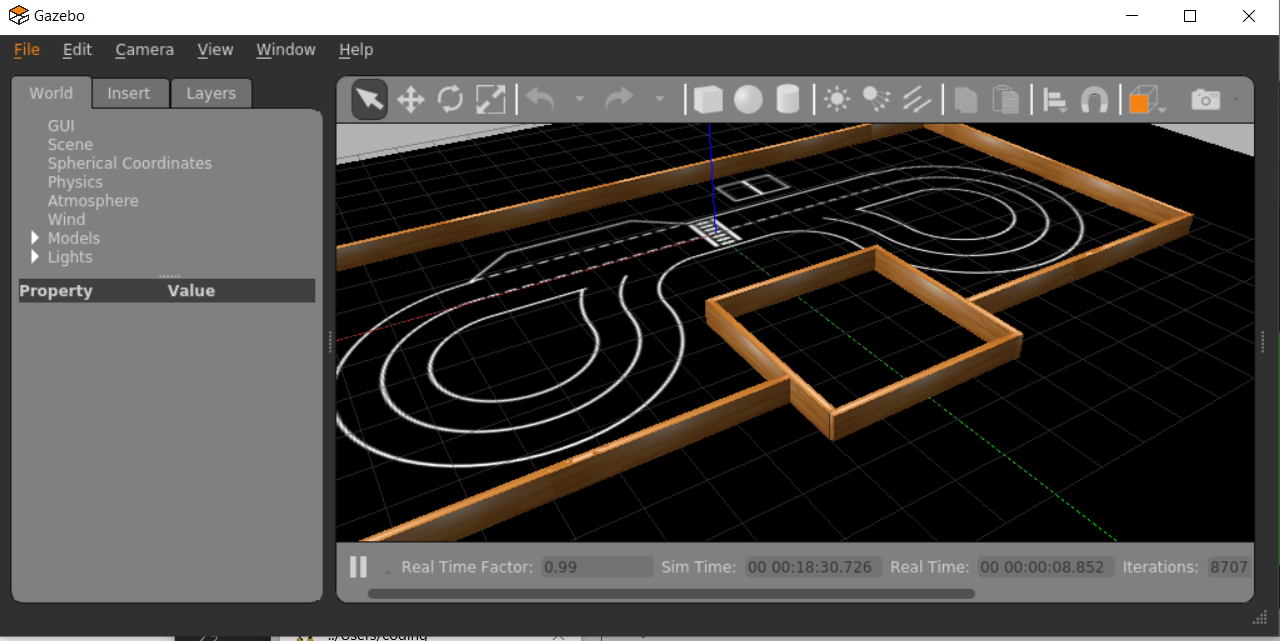 Gazebo
File Edit Camera View Window Help
World Insert Layers
GUI
Scene
Spherical Coordinates
Physics
Atmosphere
Wind
Models
Lights
Property Value
Real Time Factor: 0.99 Sim Time: 00 00:18:30.726 Real Time: 00 00:00:08.852 Iterations: 8707
../Users/coding